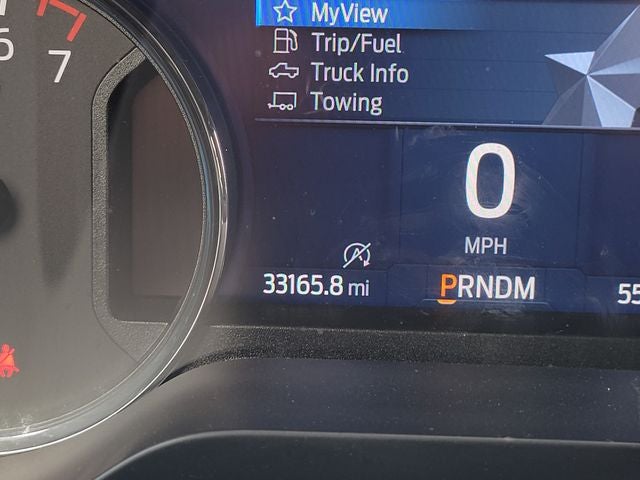 MyView
Trip/Fuel
Truck Info
Towing
6
7
0
MPH
33165.8 mi
PRNDM
55